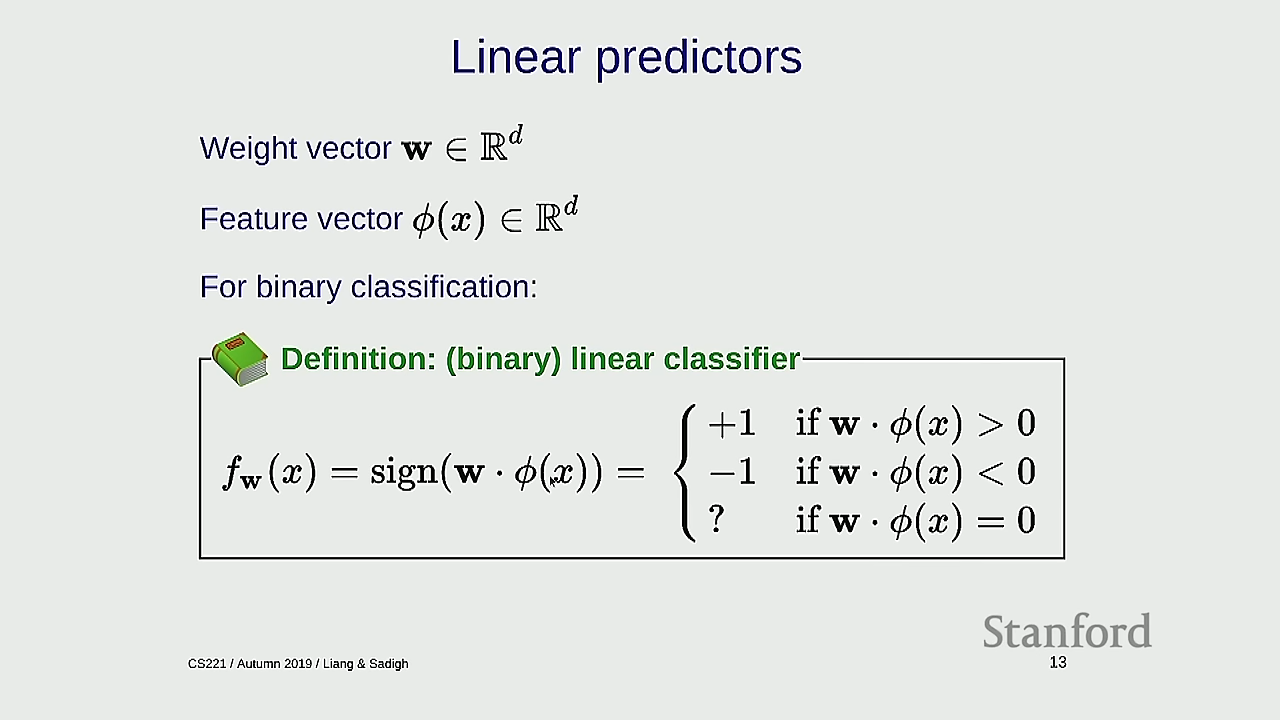 Linear predictors
Weight vector w ∈ ℝ^d
Feature vector ϕ(x) ∈ ℝ^d
For binary classification:
Definition: (binary) linear classifier
f_w(x) = sign(w · ϕ(x)) = { +1 if w · ϕ(x) > 0
−1 if w · ϕ(x) < 0
? if w · ϕ(x) = 0
Stanford
CS221 / Autumn 2019 / Liang & Sadigh
13